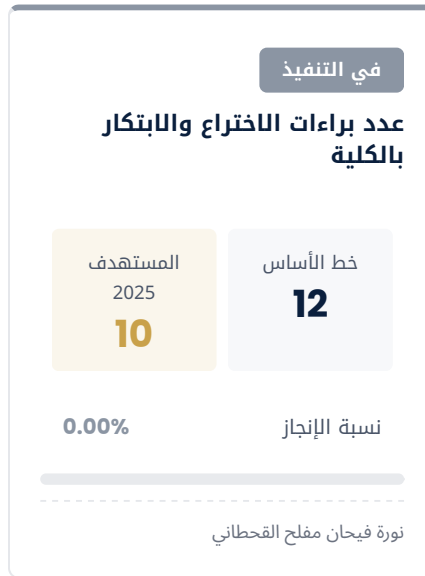 في التنفيذ
عدد براءات الاختراع والابتكار
بالكلية
خط الأساس
12
المستهدف
2025
10
نسبة الإنجاز
0.00%
نورة فيحان مفلح القحطاني